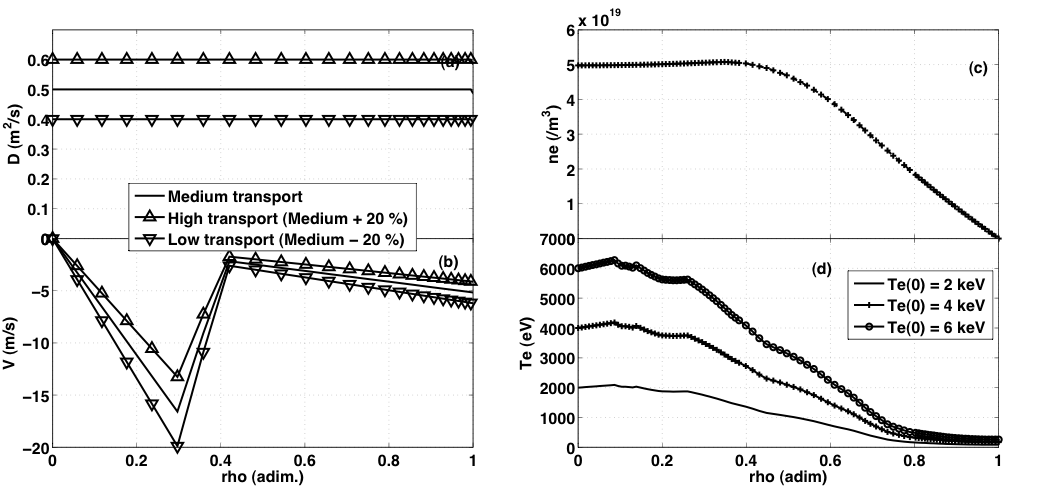 0.6
(a)
0.5
0.4
0.3
0.2
0.1
0
D (m²/s)
Medium transport
High transport (Medium + 20 %)
Low transport (Medium − 20 %)
(b)
−5
−10
−15
−20
V (m/s)
0 0.2 0.4 0.6 0.8 1
rho (adim.)
x 10¹⁹
6
5
4
3
2
1
ne (/m³)
(c)
7000
6000
5000
4000
3000
2000
1000
0
Te (eV)
(d)
Te(0) = 2 keV
Te(0) = 4 keV
Te(0) = 6 keV
0 0.2 0.4 0.6 0.8 1
rho (adim)